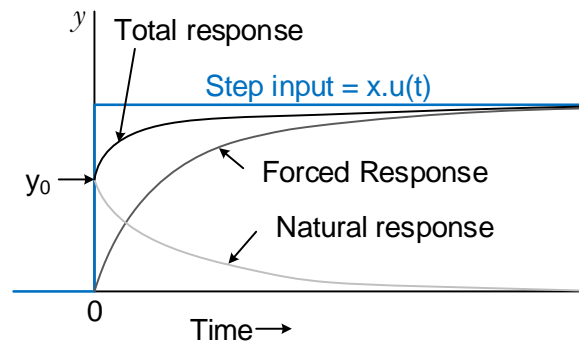 y
Total response
Step input = x.u(t)
y₀
Forced Response
Natural response
0
Time